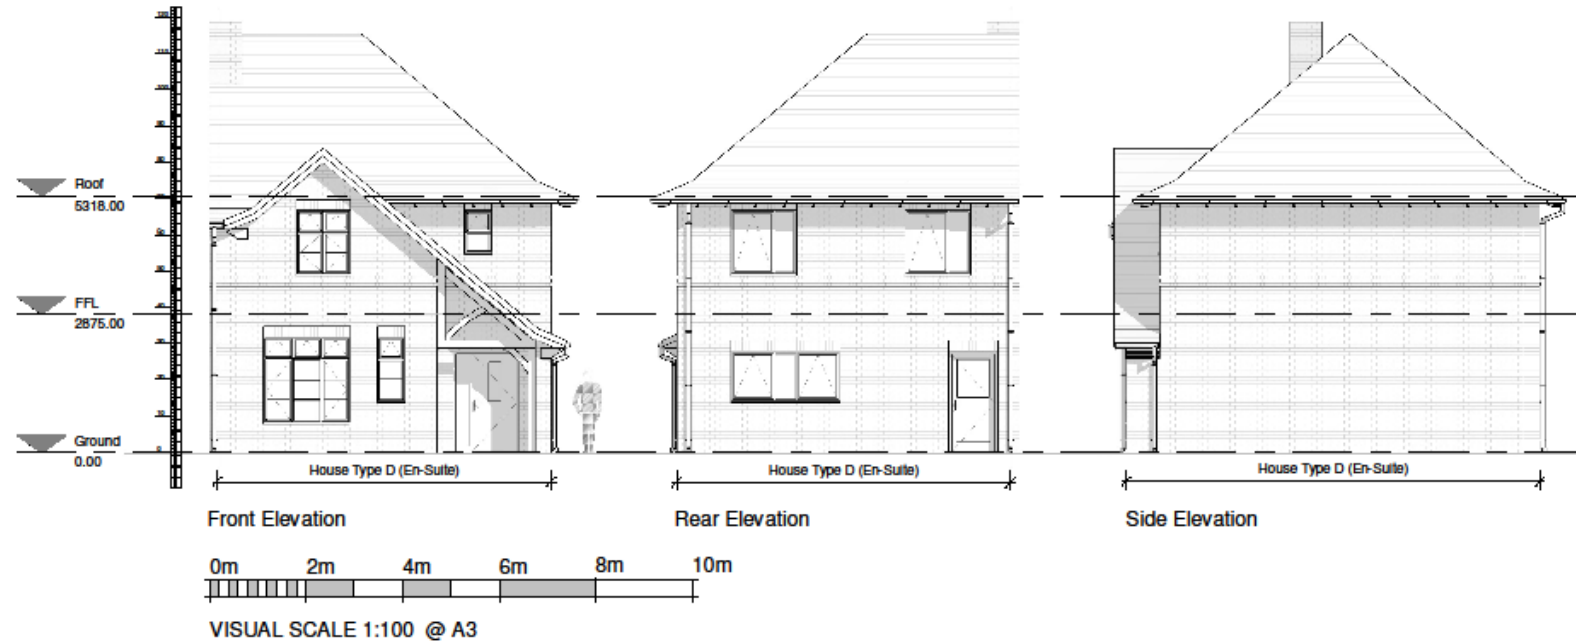 Roof
5318.00
FFL
2875.00
Ground
0.00
House Type D (En-Suite)
House Type D (En-Suite)
House Type D (En-Suite)
Front Elevation
Rear Elevation
Side Elevation
0m 2m 4m 6m 8m 10m
VISUAL SCALE 1:100 @ A3